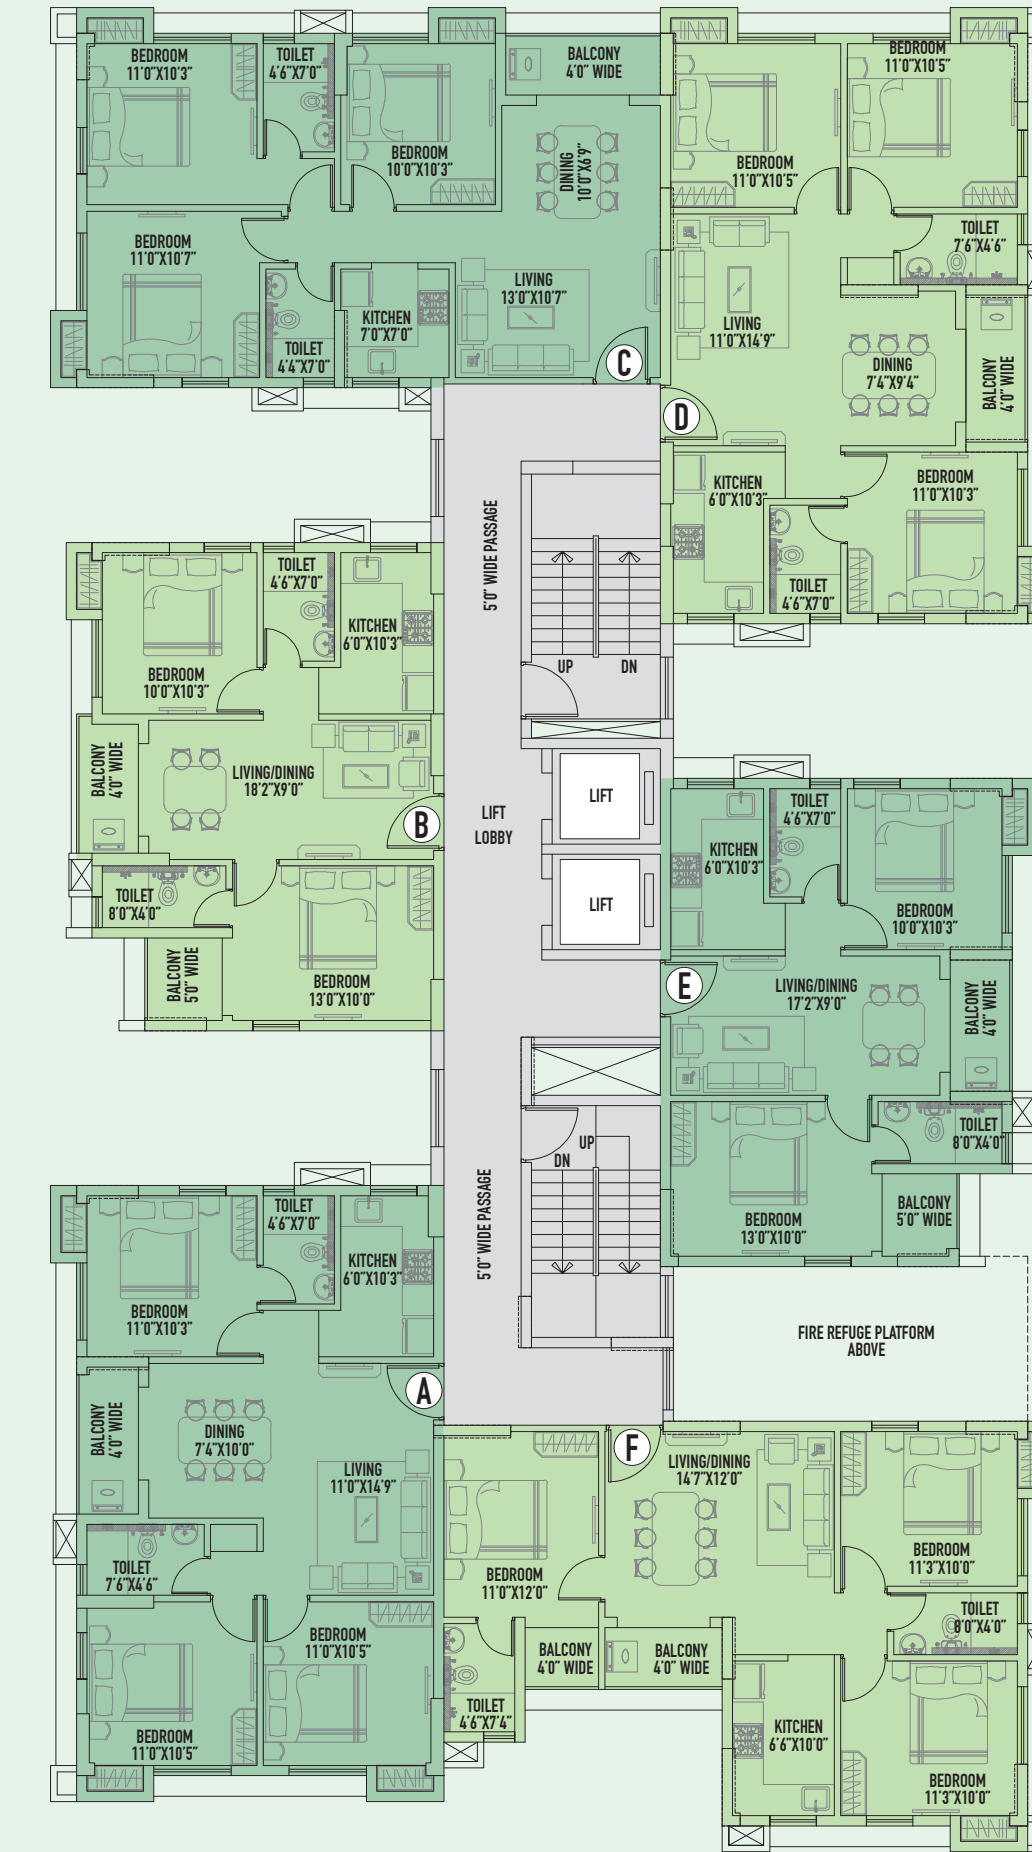 BEDROOM
11'0"X10'3"
TOILET
4'6"X7'0"
BEDROOM
10'0"X10'3
BALCONY
4'0" WIDE
DINING
10'0"X6'9"
BEDROOM
11'0"X10'7"
TOILET
4'4"X7'0"
KITCHEN
7'0"X7'0"
LIVING
13'0"X10'7"
C
BEDROOM
11'0"X10'5"
BEDROOM
11'0"X10'5"
TOILET
7'6"X4'6"
LIVING
11'0"X14'9"
DINING
7'4"X9'4"
BALCONY
4'0" WIDE
D
KITCHEN
6'0"X10'3"
TOILET
4'6"X7'0"
BEDROOM
11'0"X10'3"
5'0" WIDE PASSAGE
UP
DN
BEDROOM
10'0"X10'3"
TOILET
4'6"X7'0"
KITCHEN
6'0"X10'3"
BALCONY
4'0" WIDE
LIVING/DINING
18'2"X9'0"
B
TOILET
8'0"X4'0"
BALCONY
5'0" WIDE
BEDROOM
13'0"X10'0"
LIFT
LOBBY
LIFT
LIFT
KITCHEN
6'0"X10'3"
TOILET
4'6"X7'0"
BEDROOM
10'0"X10'3"
E
LIVING/DINING
17'2"X9'0"
BALCONY
4'0" WIDE
TOILET
8'0"X4'0"
BEDROOM
13'0"X10'0"
BALCONY
5'0" WIDE
UP
DN
5'0" WIDE PASSAGE
FIRE REFUGE PLATFORM
ABOVE
BEDROOM
11'0"X10'3"
TOILET
4'6"X7'0"
KITCHEN
6'0"X10'3"
A
BALCONY
4'0" WIDE
DINING
7'4"X10'0"
LIVING
11'0"X14'9"
TOILET
7'6"X4'6"
BEDROOM
11'0"X10'5"
BEDROOM
11'0"X10'5"
F
LIVING/DINING
14'7"X12'0"
BEDROOM
11'0"X12'0"
BEDROOM
11'3"X10'0"
TOILET
8'0"X4'0"
BALCONY
4'0" WIDE
BALCONY
4'0" WIDE
TOILET
4'6"X7'4"
KITCHEN
6'6"X10'0"
BEDROOM
11'3"X10'0"